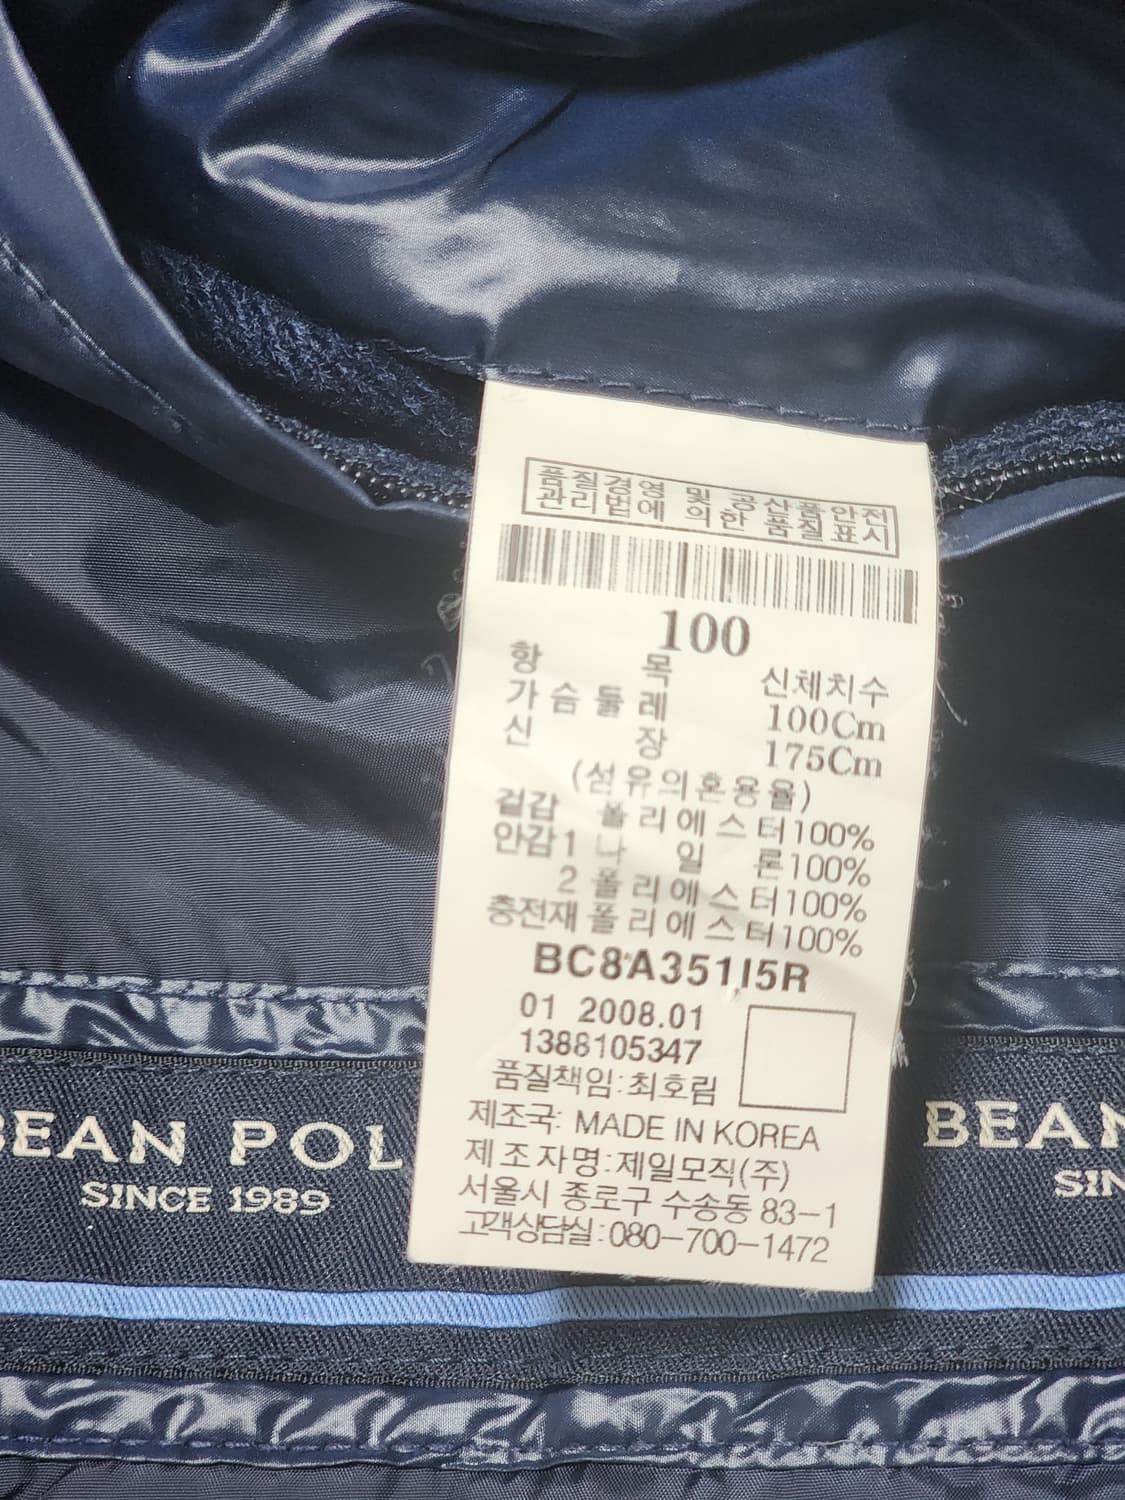 품질경영 및 공산품안전
관리법에 의한 품질표시
100
항 목 신체치수
가슴둘레 100Cm
신 장 175Cm
(섬유의혼용율)
겉감 폴리에스터100%
안감1 나 일 론100%
2 폴리에스터100%
충전재 폴리에스터100%
BC8A351I5R
01 2008.01
1388105347
품질책임:최호림
제조국: MADE IN KOREA
제조자명:제일모직(주)
서울시 종로구 수송동 83-1
고객상담실:080-700-1472
BEAN POL
SINCE 1989
BEAN
SIN